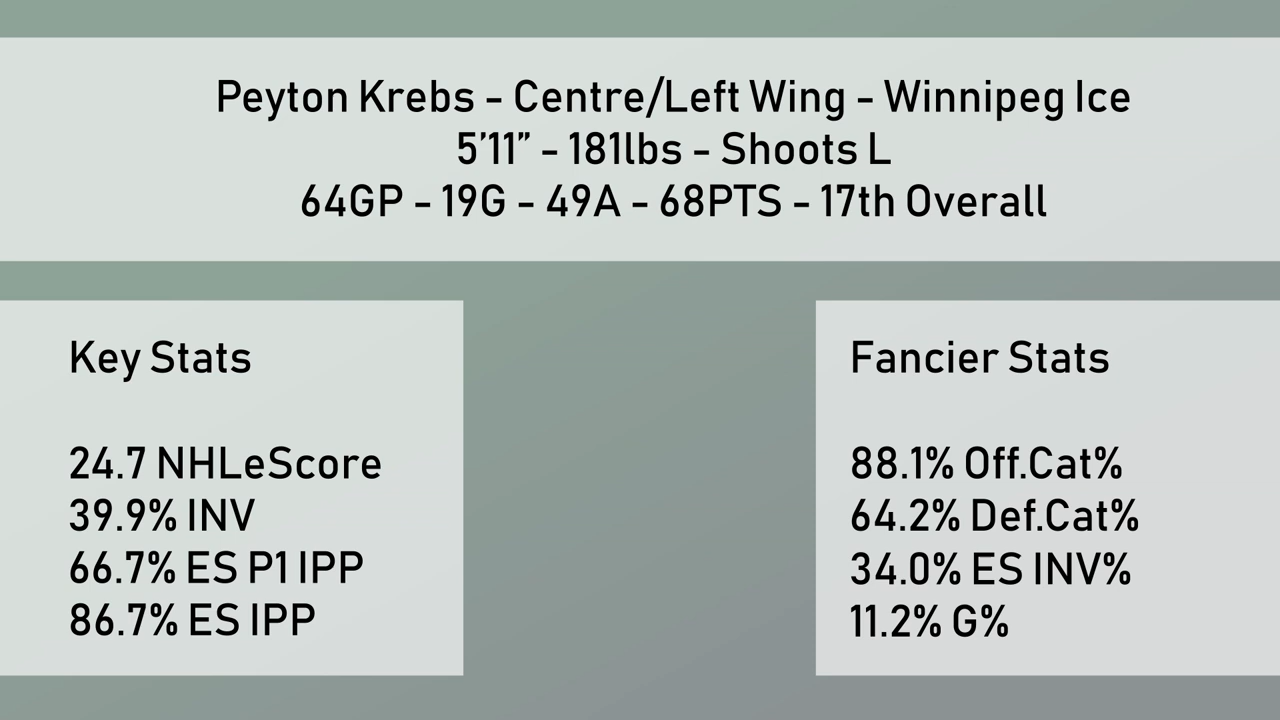 Peyton Krebs - Centre/Left Wing - Winnipeg Ice
5'11" - 181lbs - Shoots L
64GP - 19G - 49A - 68PTS - 17th Overall
Key Stats
24.7 NHLeScore
39.9% INV
66.7% ES P1 IPP
86.7% ES IPP
Fancier Stats
88.1% Off.Cat%
64.2% Def.Cat%
34.0% ES INV%
11.2% G%